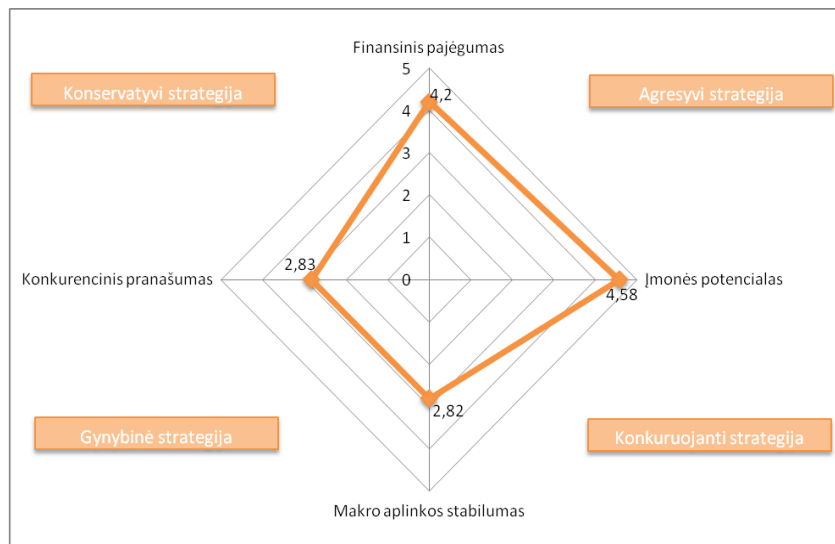 Finansinis pajėgumas
Konservatyvi strategija
Agresyvi strategija
5
4,2
4
3
2
1
0
Konkurencinis pranašumas
2,83
Įmonės potencialas
4,58
2,82
Gynybinė strategija
Konkuruojanti strategija
Makro aplinkos stabilumas